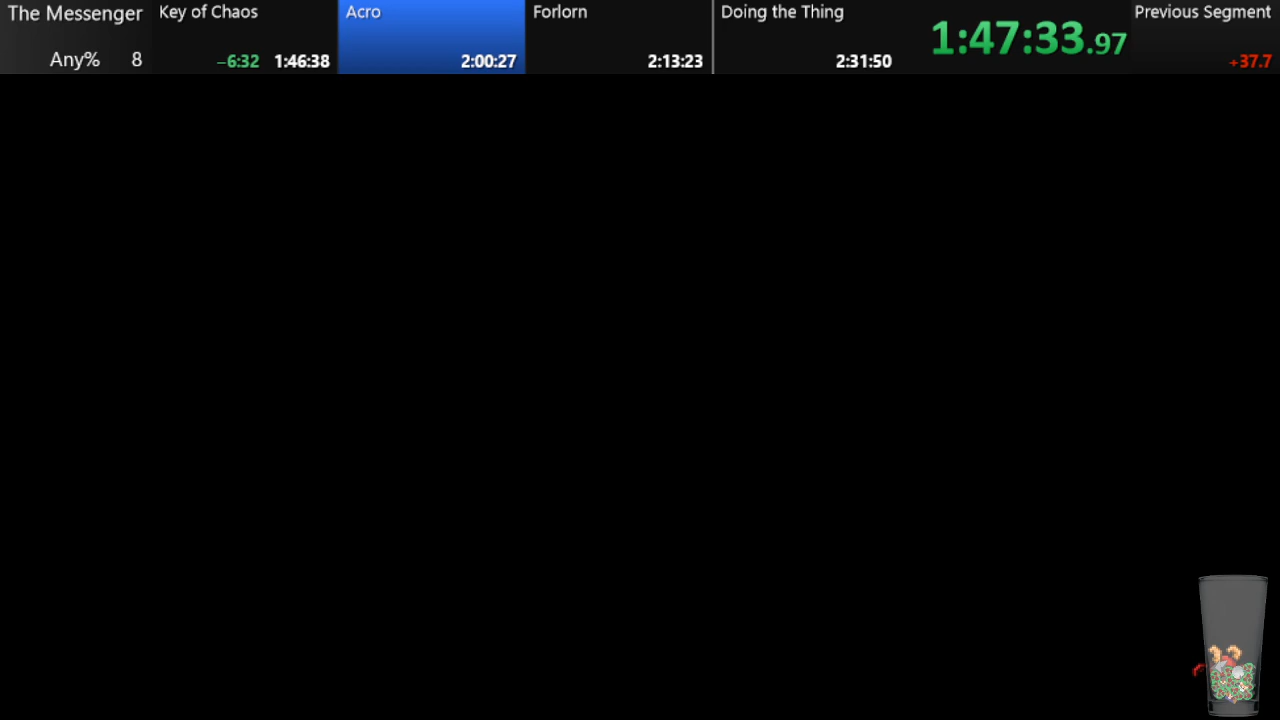 The Messenger
Any% 8
Key of Chaos
−6:32 1:46:38
Acro
2:00:27
Forlorn
2:13:23
Doing the Thing
2:31:50
1:47:33.97
Previous Segment
+37.7